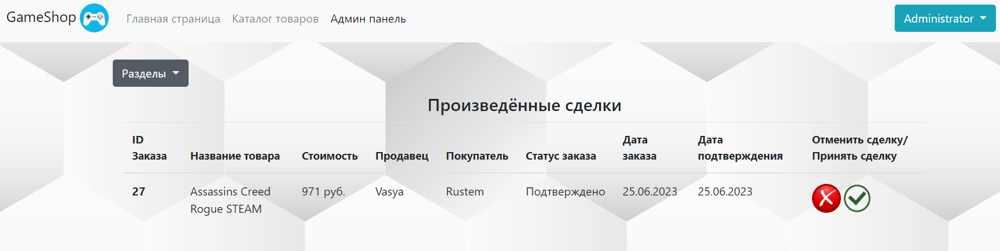 GameShop Главная страница Каталог товаров Админ панель Administrator
Разделы
Произведённые сделки
ID Заказа Название товара Стоимость Продавец Покупатель Статус заказа Дата заказа Дата подтверждения Отменить сделку/ Принять сделку
27 Assassins Creed Rogue STEAM 971 руб. Vasya Rustem Подтверждено 25.06.2023 25.06.2023